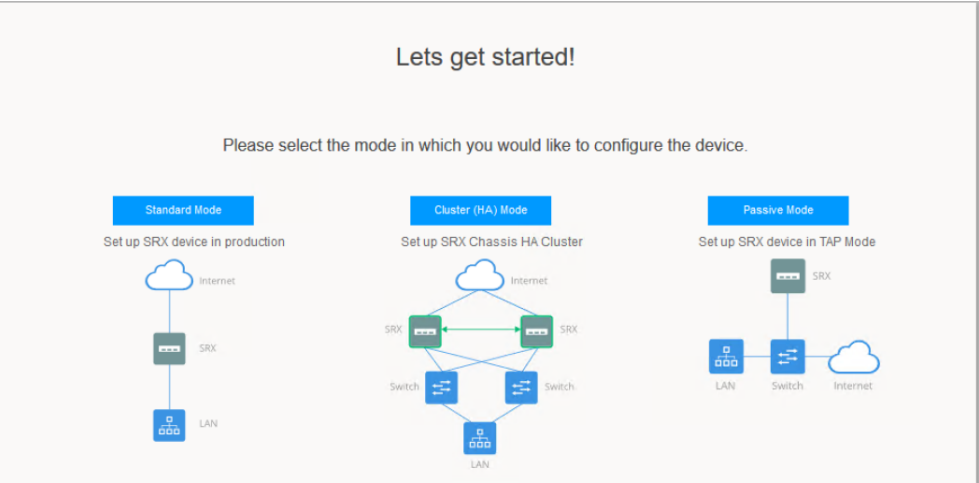 Lets get started!
Please select the mode in which you would like to configure the device.
Standard Mode
Set up SRX device in production
Internet
SRX
LAN
Cluster (HA) Mode
Set up SRX Chassis HA Cluster
Internet
SRX
SRX
Switch
Switch
LAN
Passive Mode
Set up SRX device in TAP Mode
SRX
LAN
Switch
Internet